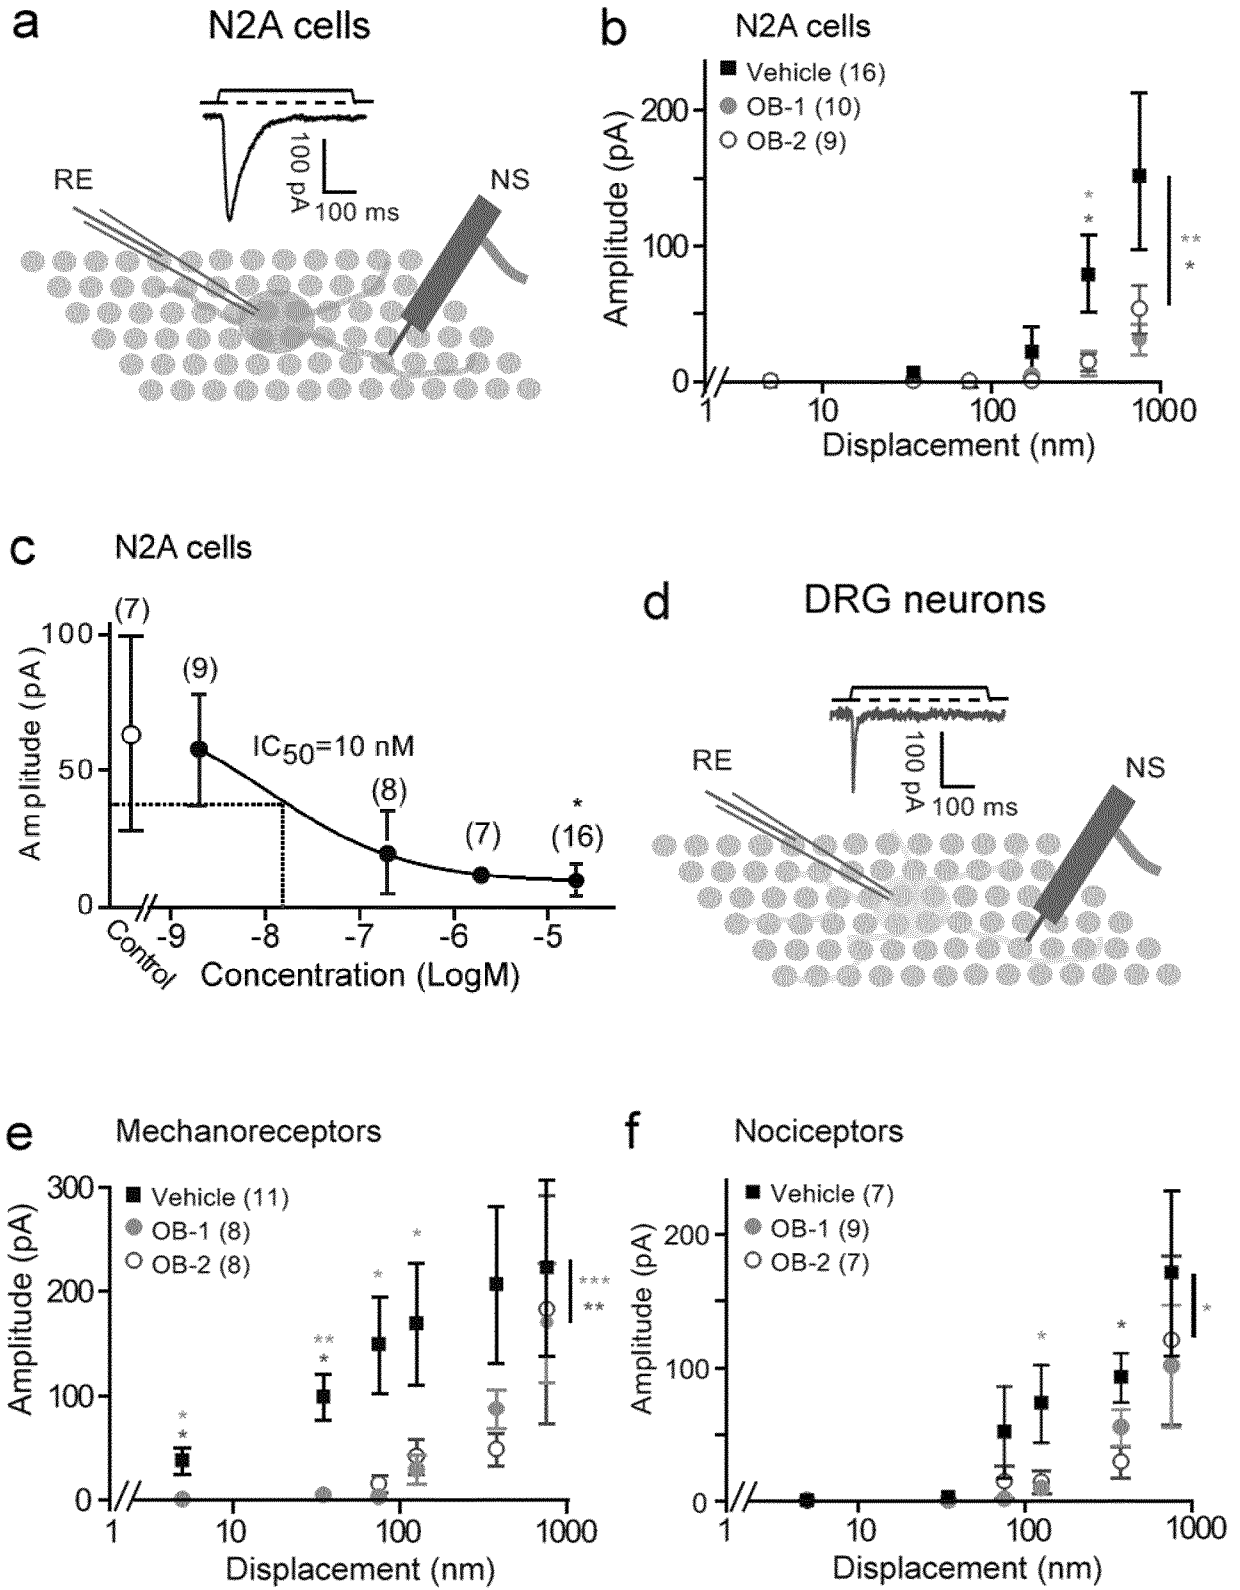 a
N2A cells
100 pA
100 ms
RE
NS
b
N2A cells
Vehicle (16)
OB-1 (10)
OB-2 (9)
Amplitude (pA)
200
100
0
*
*
**
*
1
10
100
1000
Displacement (nm)
c
N2A cells
Amplitude (pA)
100
50
0
(7)
(9)
IC50=10 nM
(8)
(7)
*
(16)
Control
-9
-8
-7
-6
-5
Concentration (LogM)
d
DRG neurons
100 pA
100 ms
RE
NS
e
Mechanoreceptors
Vehicle (11)
OB-1 (8)
OB-2 (8)
Amplitude (pA)
300
200
100
0
*
*
**
*
*
*
***
**
1
10
100
1000
Displacement (nm)
f
Nociceptors
Vehicle (7)
OB-1 (9)
OB-2 (7)
Amplitude (pA)
200
100
0
*
*
*
1
10
100
1000
Displacement (nm)